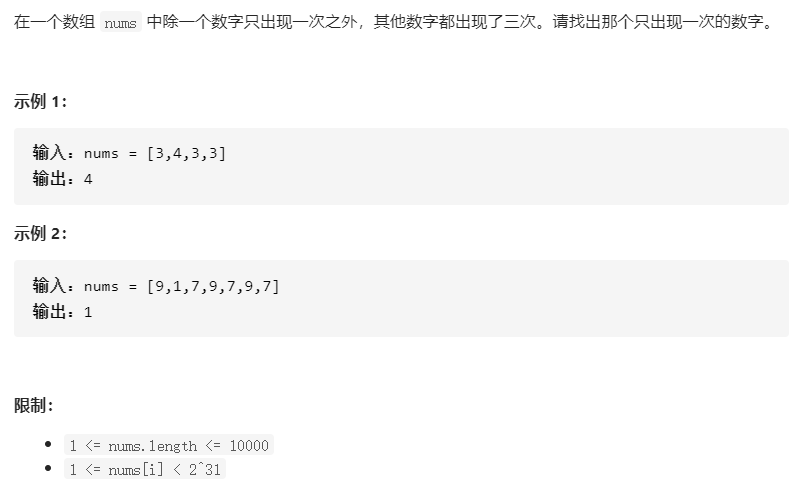 在一个数组 nums 中除一个数字只出现一次之外，其他数字都出现了三次。请找出那个只出现一次的数字。
示例 1：
输入：nums = [3,4,3,3]
输出：4
示例 2：
输入：nums = [9,1,7,9,7,9,7]
输出：1
限制：
1 <= nums.length <= 10000
1 <= nums[i] < 2^31